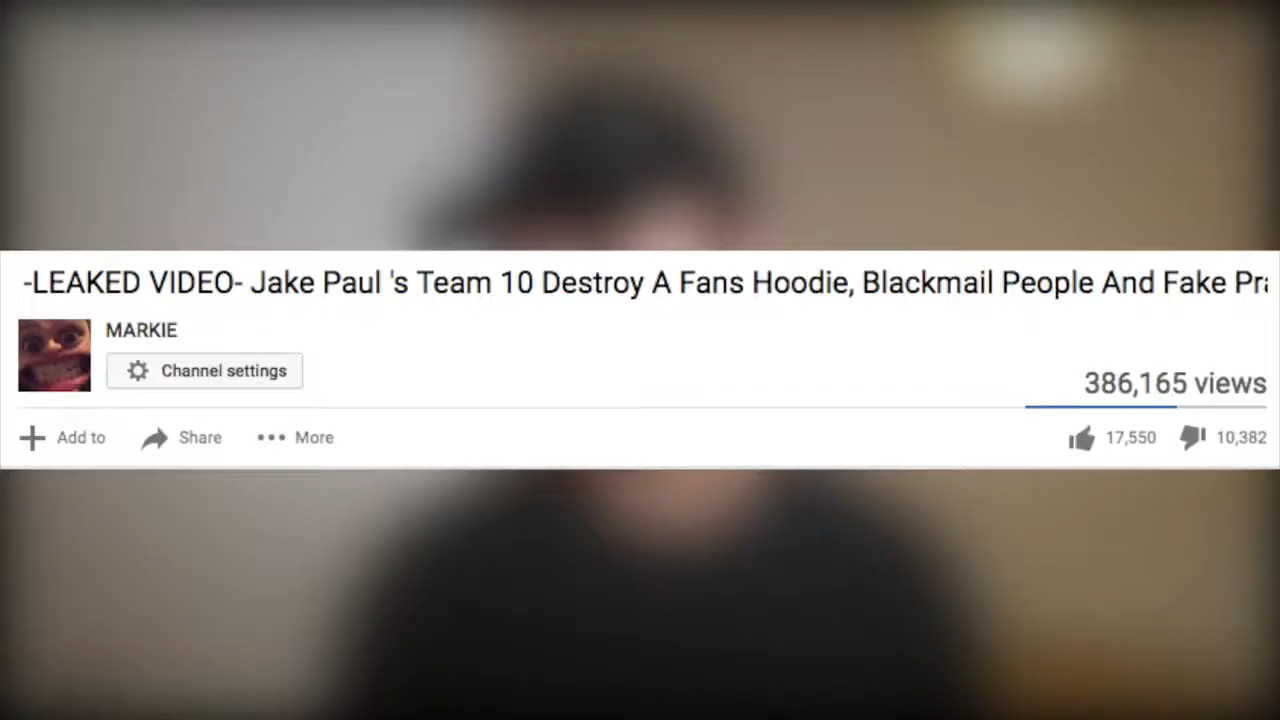 -LEAKED VIDEO- Jake Paul 's Team 10 Destroy A Fans Hoodie, Blackmail People And Fake
MARKIE
Channel settings
386,165 views
Add to Share More 17,550 10,382